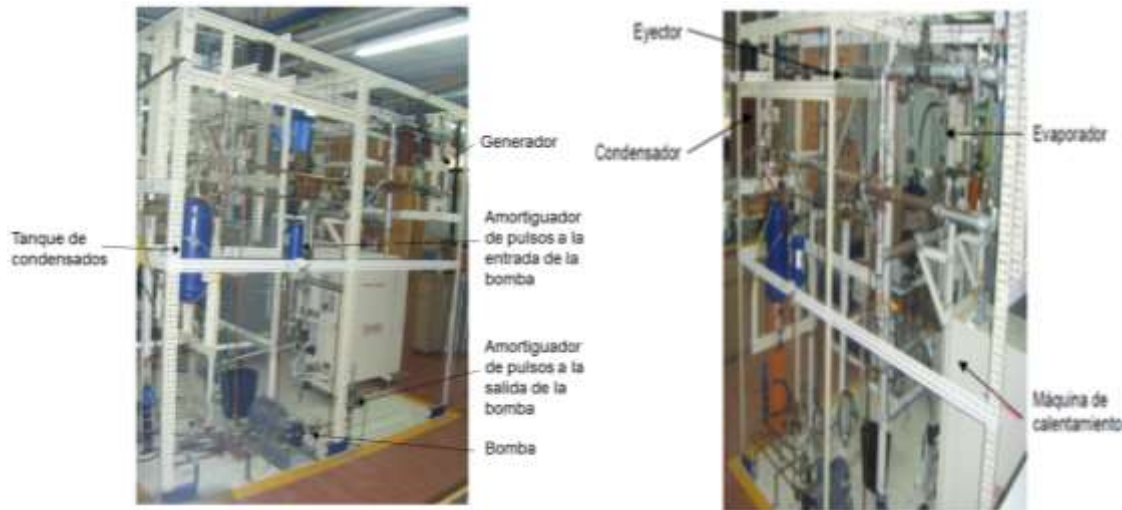 Generador
Tanque de
condensados
Amortiguador
de pulsos a la
entrada de la
bomba
Amortiguador
de pulsos a la
salida de la
bomba
Bomba
Eyector
Condensador
Evaporador
Máquina de
calentamiento